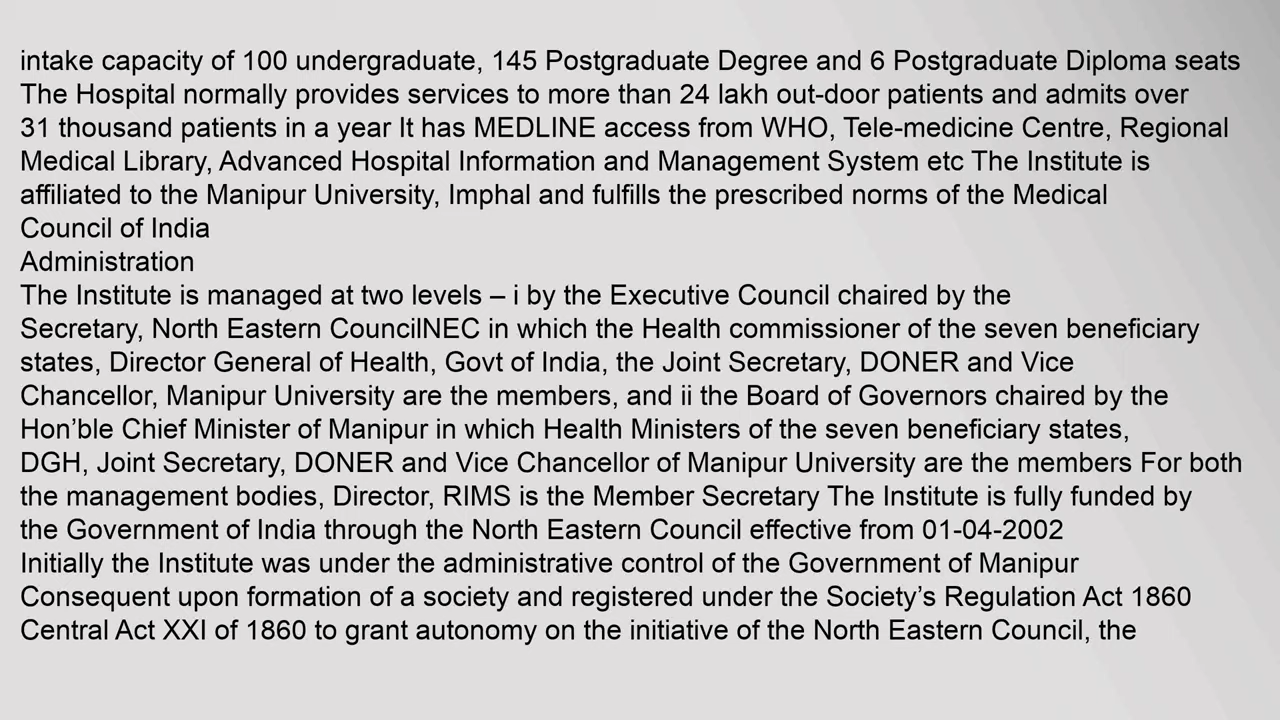 intake capacity of 100 undergraduate, 145 Postgraduate Degree and 6 Postgraduate Diploma seats
The Hospital normally provides services to more than 24 lakh out-door patients and admits over
31 thousand patients in a year It has MEDLINE access from WHO, Tele-medicine Centre, Regional
Medical Library, Advanced Hospital Information and Management System etc The Institute is
affiliated to the Manipur University, Imphal and fulfills the prescribed norms of the Medical
Council of India
Administration
The Institute is managed at two levels – i by the Executive Council chaired by the
Secretary, North Eastern CouncilNEC in which the Health commissioner of the seven beneficiary
states, Director General of Health, Govt of India, the Joint Secretary, DONER and Vice
Chancellor, Manipur University are the members, and ii the Board of Governors chaired by the
Hon’ble Chief Minister of Manipur in which Health Ministers of the seven beneficiary states,
DGH, Joint Secretary, DONER and Vice Chancellor of Manipur University are the members For both
the management bodies, Director, RIMS is the Member Secretary The Institute is fully funded by
the Government of India through the North Eastern Council effective from 01-04-2002
Initially the Institute was under the administrative control of the Government of Manipur
Consequent upon formation of a society and registered under the Society’s Regulation Act 1860
Central Act XXI of 1860 to grant autonomy on the initiative of the North Eastern Council, the